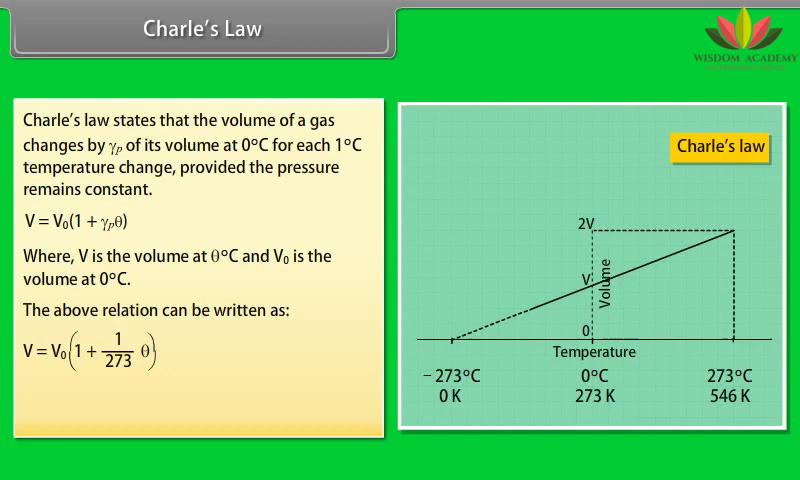 Charle's Law
WISDOM ACADEMY
Charle's law states that the volume of a gas
changes by γp of its volume at 0°C for each 1°C
temperature change, provided the pressure
remains constant.
V = V₀(1 + γpθ)
Where, V is the volume at θ°C and V₀ is the
volume at 0°C.
The above relation can be written as:
V = V₀(1 + 1/273 θ)
Charle's law
2V
V
Volume
0
Temperature
– 273°C 0°C 273°C
0 K 273 K 546 K